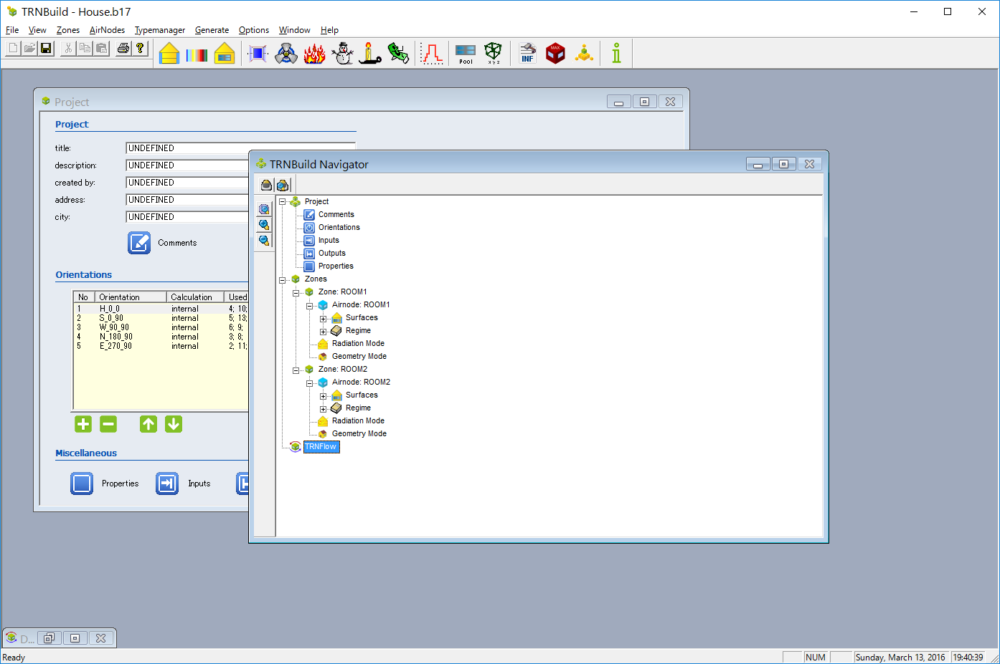 TRNBuild - House.b17
File View Zones AirNodes Typemanager Generate Options Window Help
Pool
x y z
INF
MAX
Project
Project
title: UNDEFINED
description: UNDEFINED
created by: UNDEFINED
address: UNDEFINED
city: UNDEFINED
Comments
Orientations
No Orientation Calculation Used
1 H_0_0 internal 4; 10;
2 S_0_90 internal 5; 13;
3 W_90_90 internal 6; 9;
4 N_180_90 internal 3; 8;
5 E_270_90 internal 2; 11;
Miscellaneous
Properties Inputs
TRNBuild Navigator
Project
Comments
Orientations
Inputs
Outputs
Properties
Zones
Zone: ROOM1
Airnode: ROOM1
Surfaces
Regime
Radiation Mode
Geometry Mode
Zone: ROOM2
Airnode: ROOM2
Surfaces
Regime
Radiation Mode
Geometry Mode
TRNFlow
D...
Ready NUM Sunday, March 13, 2016 19:40:39